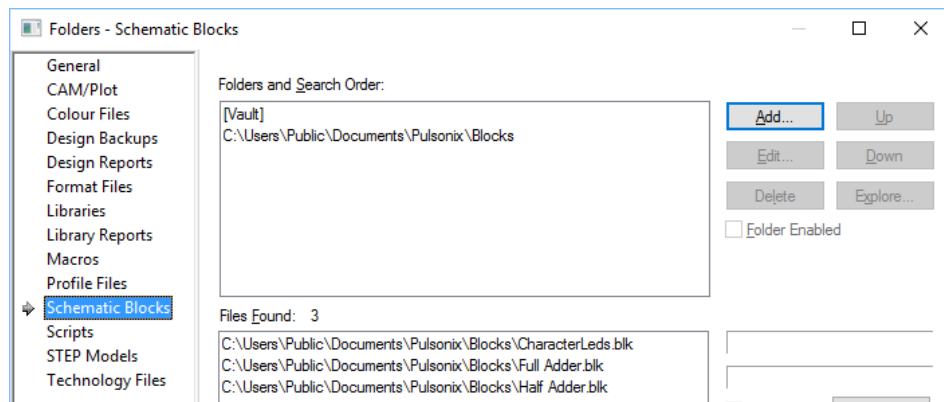 Folders - Schematic Blocks
General
CAM/Plot
Colour Files
Design Backups
Design Reports
Format Files
Libraries
Library Reports
Macros
Profile Files
Schematic Blocks
Scripts
STEP Models
Technology Files
Folders and Search Order:
[Vault]
C:\Users\Public\Documents\Pulsonix\Blocks
Add...
Up
Edit...
Down
Delete
Explore...
Folder Enabled
Files Found: 3
C:\Users\Public\Documents\Pulsonix\Blocks\CharacterLeds.blk
C:\Users\Public\Documents\Pulsonix\Blocks\Full Adder.blk
C:\Users\Public\Documents\Pulsonix\Blocks\Half Adder.blk